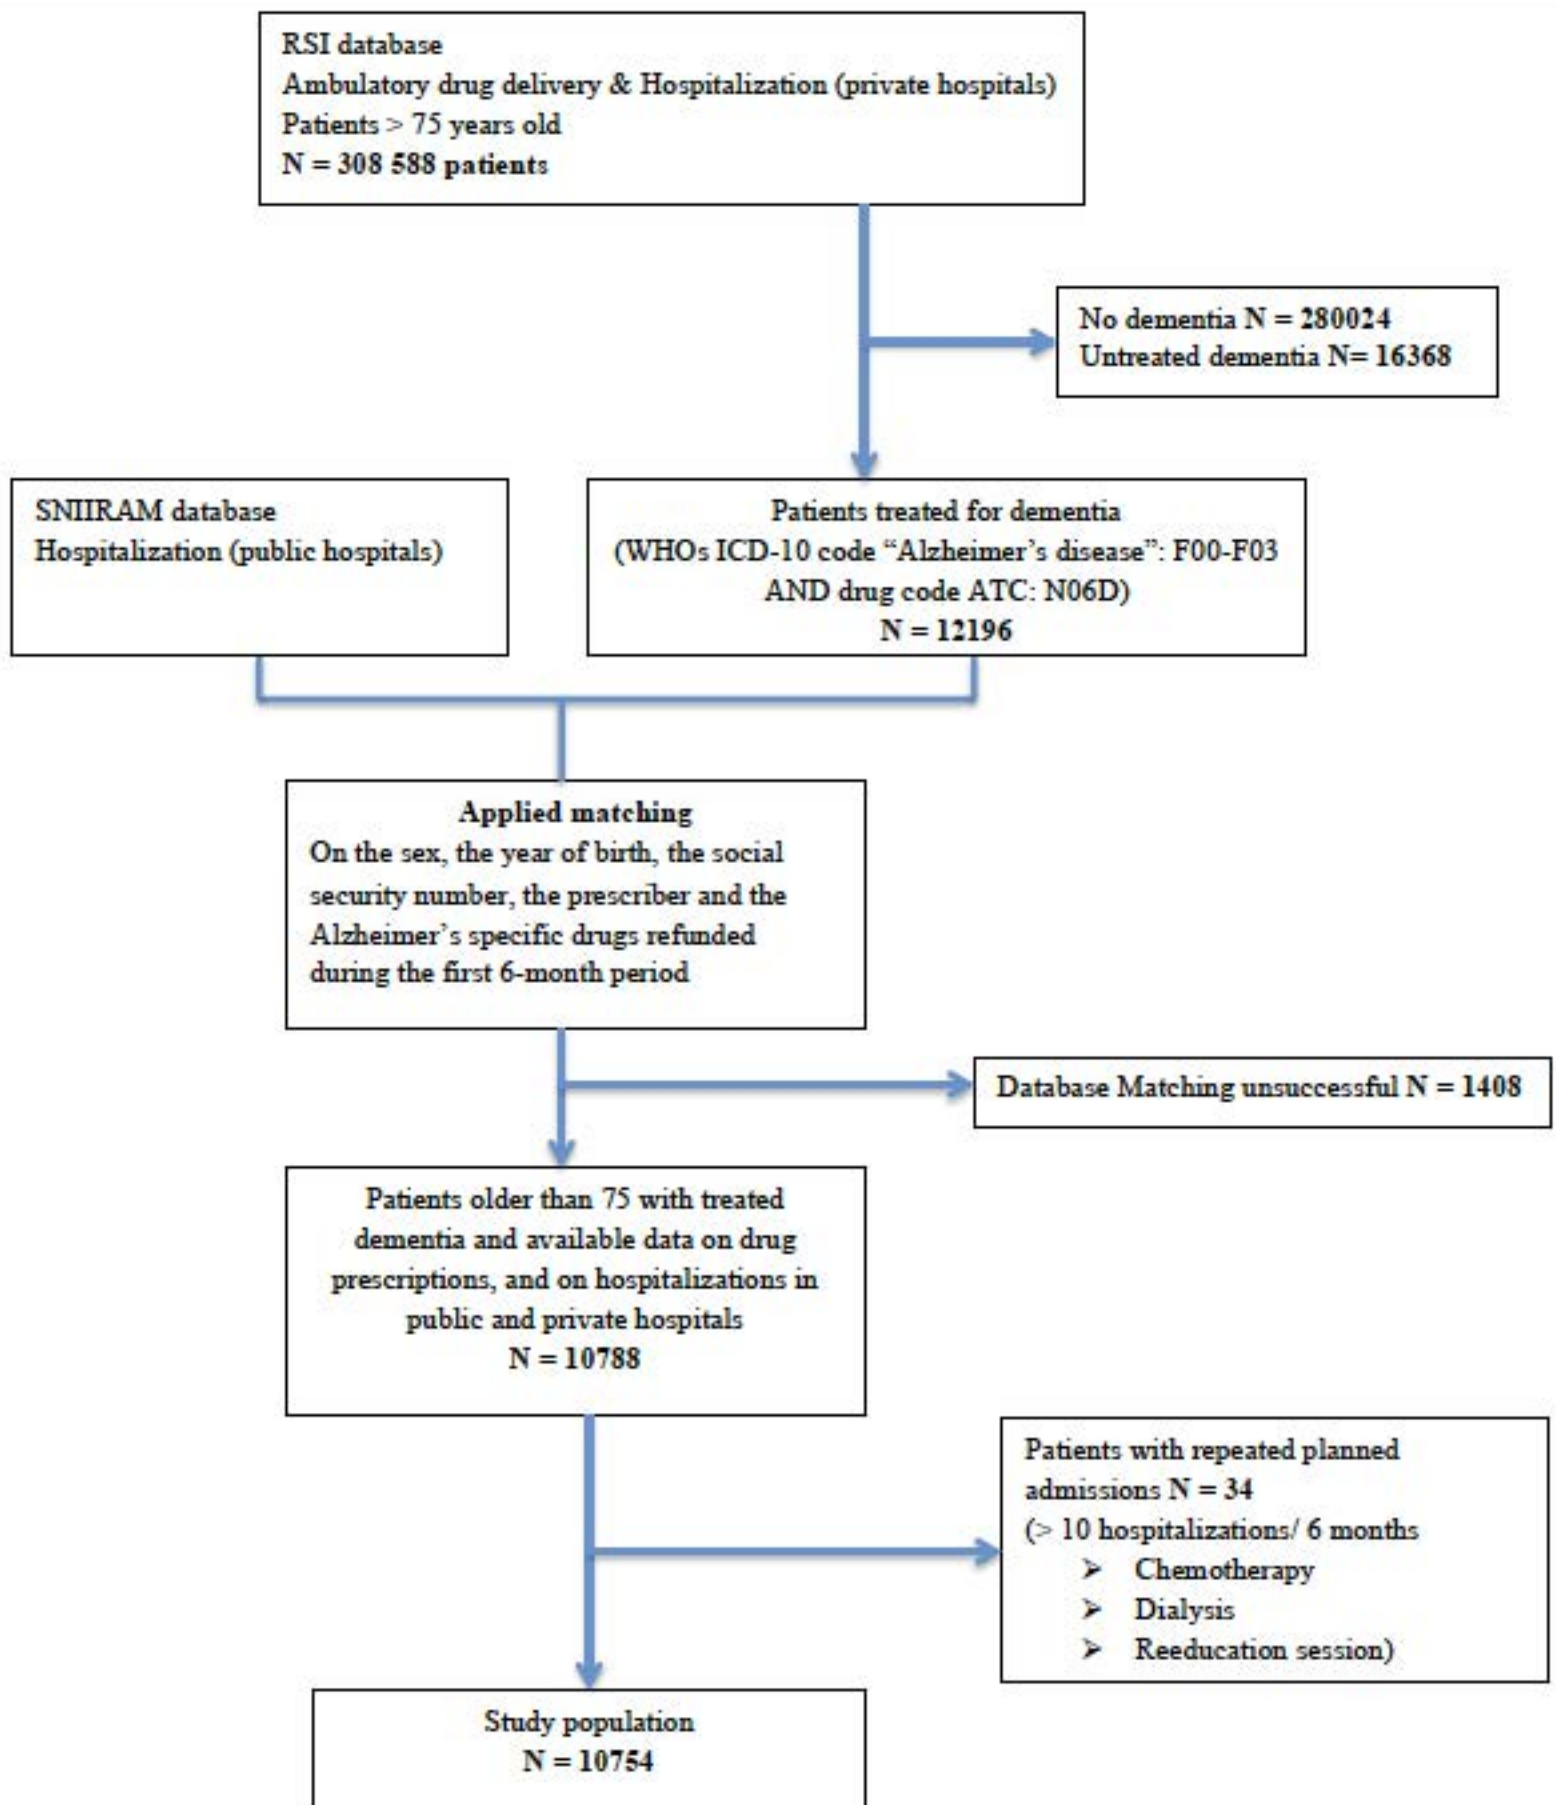 RSI database
Ambulatory drug delivery & Hospitalization (private hospitals)
Patients > 75 years old
N = 308 588 patients
No dementia N = 280024
Untreated dementia N= 16368
SNIIRAM database
Hospitalization (public hospitals)
Patients treated for dementia
(WHOs ICD-10 code “Alzheimer’s disease”: F00-F03
AND drug code ATC: N06D)
N = 12196
Applied matching
On the sex, the year of birth, the social
security number, the prescriber and the
Alzheimer’s specific drugs refunded
during the first 6-month period
Database Matching unsuccessful N = 1408
Patients older than 75 with treated
dementia and available data on drug
prescriptions, and on hospitalizations in
public and private hospitals
N = 10788
Patients with repeated planned
admissions N = 34
(> 10 hospitalizations/ 6 months
➢ Chemotherapy
➢ Dialysis
➢ Reeducation session)
Study population
N = 10754